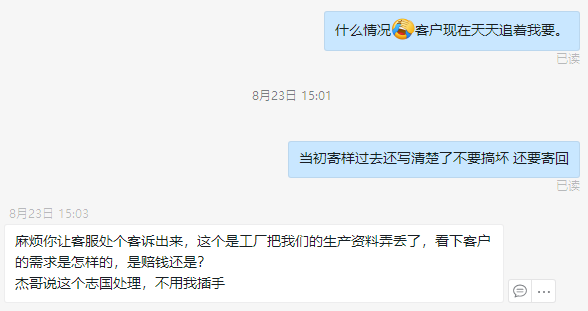 什么情况😂客户现在天天追着我要。
已读
8月23日 15:01
当初寄样过去还写清楚了不要搞坏 还要寄回
已读
8月23日 15:03
麻烦你让客服处个客诉出来，这个是工厂把我们的生产资料弄丢了，看下客户
的需求是怎样的，是赔钱还是？
杰哥说这个志国处理，不用我插手